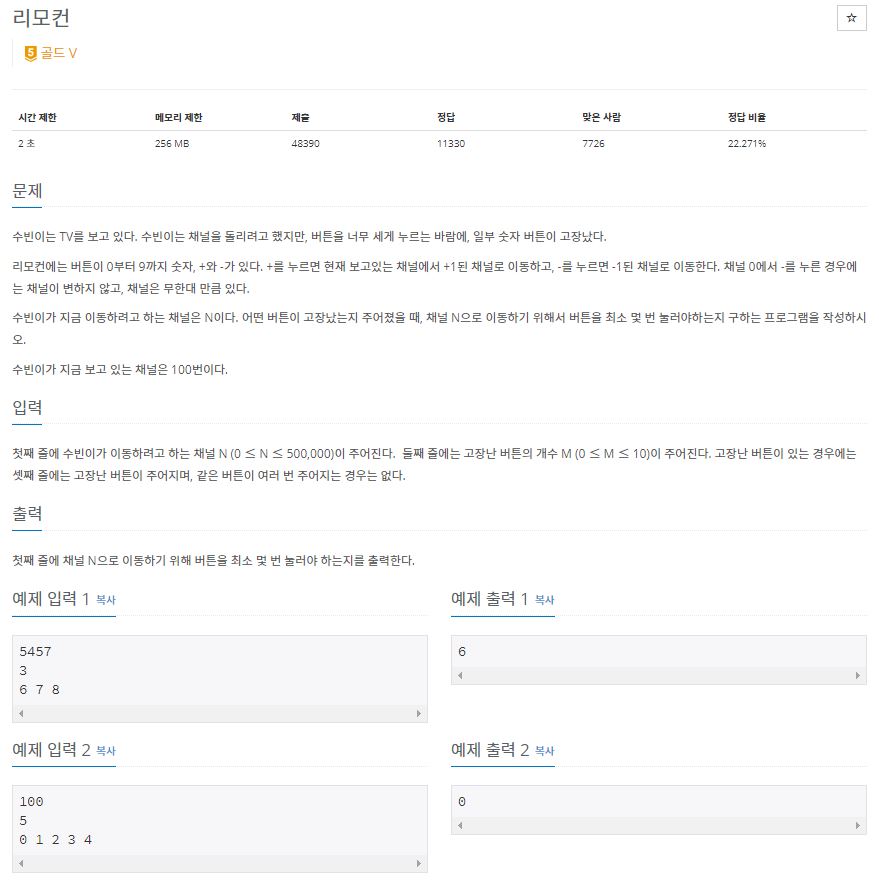 리모컨
☆
5 골드 V
시간 제한 메모리 제한 제출 정답 맞은 사람 정답 비율
2 초 256 MB 48390 11330 7726 22.271%
문제
수빈이는 TV를 보고 있다. 수빈이는 채널을 돌리려고 했지만, 버튼을 너무 세게 누르는 바람에, 일부 숫자 버튼이 고장났다.
리모컨에는 버튼이 0부터 9까지 숫자, +와 -가 있다. +를 누르면 현재 보고있는 채널에서 +1된 채널로 이동하고, -를 누르면 -1된 채널로 이동한다. 채널 0에서 -를 누른 경우에
는 채널이 변하지 않고, 채널은 무한대 만큼 있다.
수빈이가 지금 이동하려고 하는 채널은 N이다. 어떤 버튼이 고장났는지 주어졌을 때, 채널 N으로 이동하기 위해서 버튼을 최소 몇 번 눌러야하는지 구하는 프로그램을 작성하시
오.
수빈이가 지금 보고 있는 채널은 100번이다.
입력
첫째 줄에 수빈이가 이동하려고 하는 채널 N (0 ≤ N ≤ 500,000)이 주어진다. 둘째 줄에는 고장난 버튼의 개수 M (0 ≤ M ≤ 10)이 주어진다. 고장난 버튼이 있는 경우에는
셋째 줄에는 고장난 버튼이 주어지며, 같은 버튼이 여러 번 주어지는 경우는 없다.
출력
첫째 줄에 채널 N으로 이동하기 위해 버튼을 최소 몇 번 눌러야 하는지를 출력한다.
예제 입력 1 복사
5457
3
6 7 8
예제 출력 1 복사
6
예제 입력 2 복사
100
5
0 1 2 3 4
예제 출력 2 복사
0